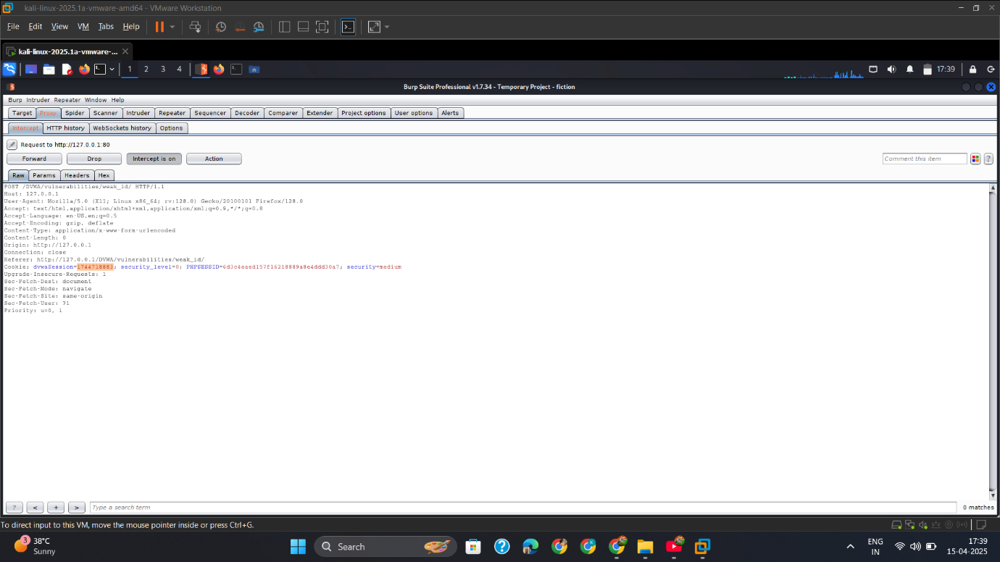 kali-linux-2025.1a-vmware-amd64 - VMware Workstation
File Edit View VM Tabs Help
kali-linux-2025.1a-vmware-...
1 2 3 4 17:39
Burp Suite Professional v1.7.34 - Temporary Project - fiction
Burp Intruder Repeater Window Help
Target Proxy Spider Scanner Intruder Repeater Sequencer Decoder Comparer Extender Project options User options Alerts
Intercept HTTP history WebSockets history Options
Request to http://127.0.0.1:80
Forward Drop Intercept is on Action Comment this item ?
Raw Params Headers Hex
POST /DVWA/vulnerabilities/weak_id/ HTTP/1.1
Host: 127.0.0.1
User-Agent: Mozilla/5.0 (X11; Linux x86_64; rv:128.0) Gecko/20100101 Firefox/128.0
Accept: text/html,application/xhtml+xml,application/xml;q=0.9,*/*;q=0.8
Accept-Language: en-US,en;q=0.5
Accept-Encoding: gzip, deflate
Content-Type: application/x-www-form-urlencoded
Content-Length: 0
Origin: http://127.0.0.1
Connection: close
Referer: http://127.0.0.1/DVWA/vulnerabilities/weak_id/
Cookie: dvwaSession=1744718883; security_level=0; PHPSESSID=6d3c4eaed157f16218889a8e4ddd30a7; security=medium
Upgrade-Insecure-Requests: 1
Sec-Fetch-Dest: document
Sec-Fetch-Mode: navigate
Sec-Fetch-Site: same-origin
Sec-Fetch-User: ?1
Priority: u=0, i
? < + > Type a search term 0 matches
To direct input to this VM, move the mouse pointer inside or press Ctrl+G.
3 38°C
Sunny
Search
ENG
IN
17:39
15-04-2025